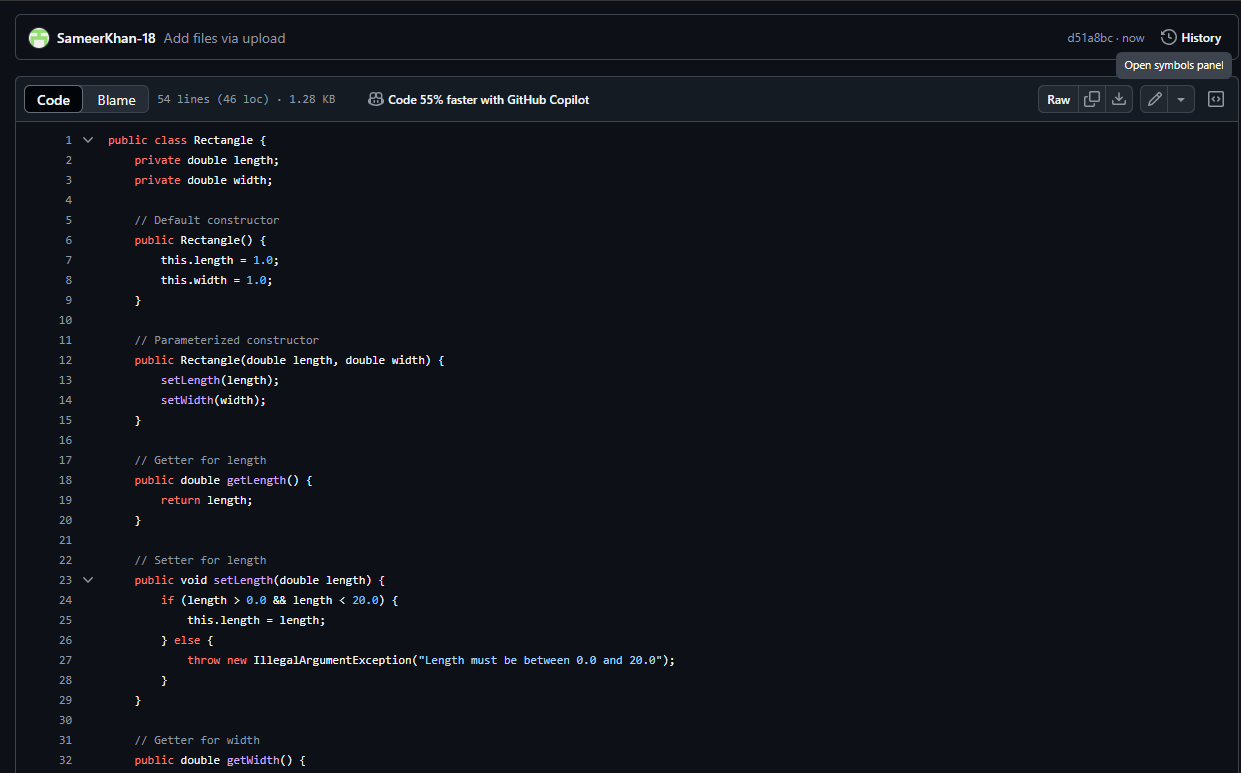 SameerKhan-18 Add files via upload d51a8bc · now History
Open symbols panel
Code Blame 54 lines (46 loc) · 1.28 KB Code 55% faster with GitHub Copilot Raw
1 public class Rectangle {
2     private double length;
3     private double width;
4
5     // Default constructor
6     public Rectangle() {
7         this.length = 1.0;
8         this.width = 1.0;
9     }
10
11     // Parameterized constructor
12     public Rectangle(double length, double width) {
13         setLength(length);
14         setWidth(width);
15     }
16
17     // Getter for length
18     public double getLength() {
19         return length;
20     }
21
22     // Setter for length
23     public void setLength(double length) {
24         if (length > 0.0 && length < 20.0) {
25             this.length = length;
26         } else {
27             throw new IllegalArgumentException("Length must be between 0.0 and 20.0");
28         }
29     }
30
31     // Getter for width
32     public double getWidth() {